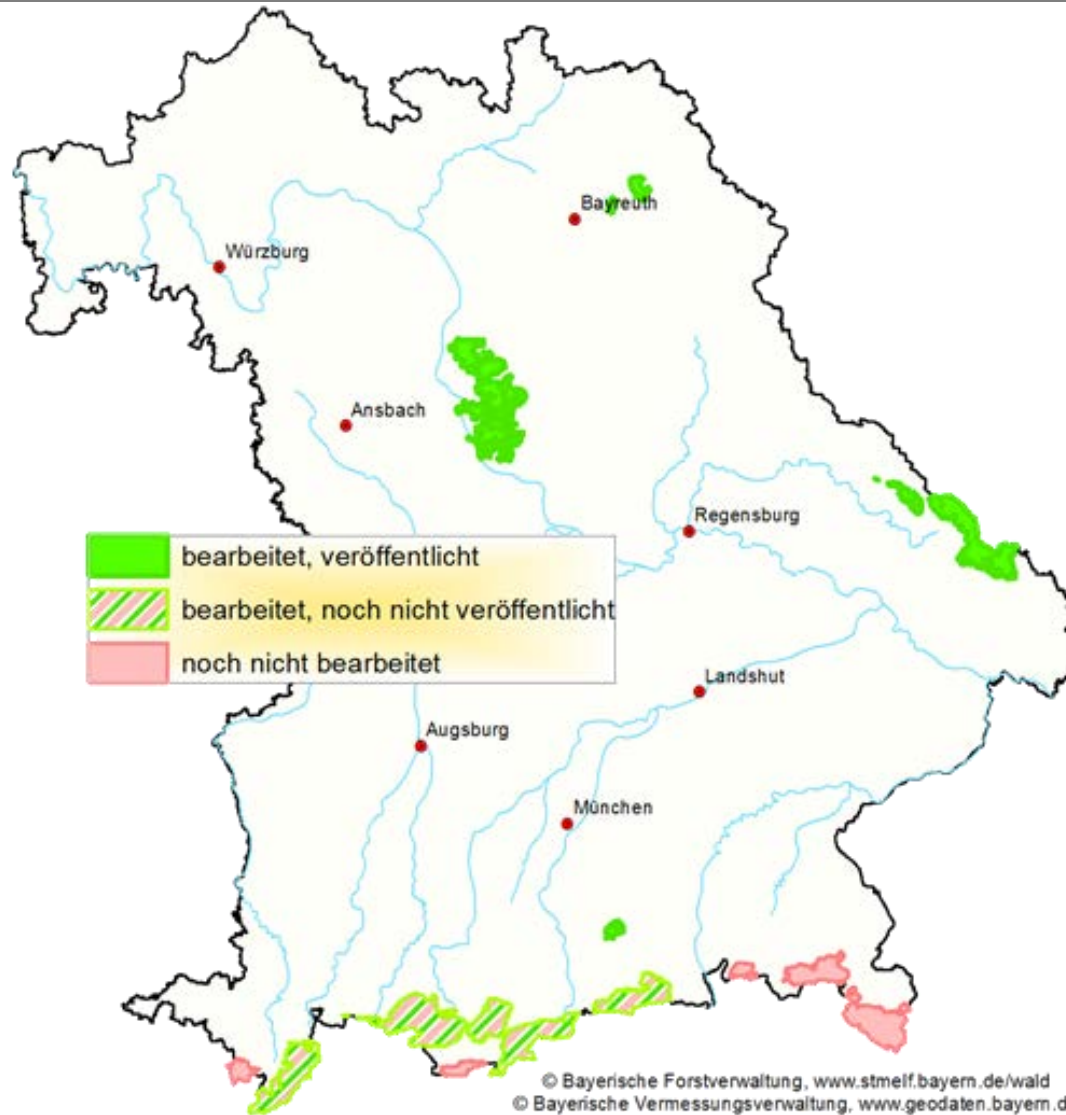 Bayreuth
Würzburg
Ansbach
Regensburg
bearbeitet, veröffentlicht
bearbeitet, noch nicht veröffentlicht
noch nicht bearbeitet
Landshut
Augsburg
München
© Bayerische Forstverwaltung, www.stmelf.bayern.de/wald
© Bayerische Vermessungsverwaltung, www.geodaten.bayern.d